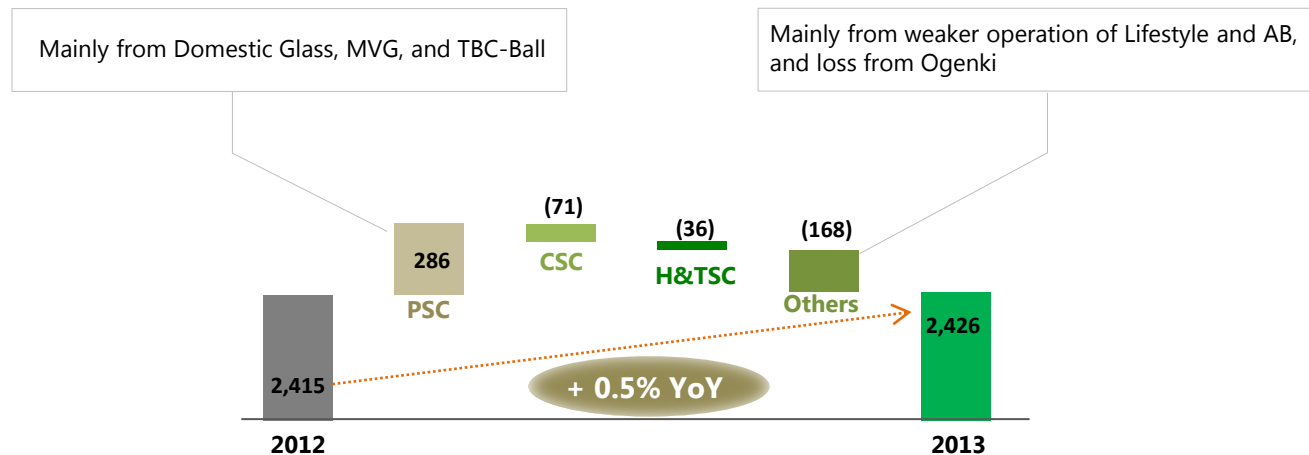 Mainly from Domestic Glass, MVG, and TBC-Ball
Mainly from weaker operation of Lifestyle and AB,
and loss from Ogenki
(71)
(36)
(168)
286
CSC
H&TSC
PSC
Others
2,415
2,426
+ 0.5% YoY
2012
2013